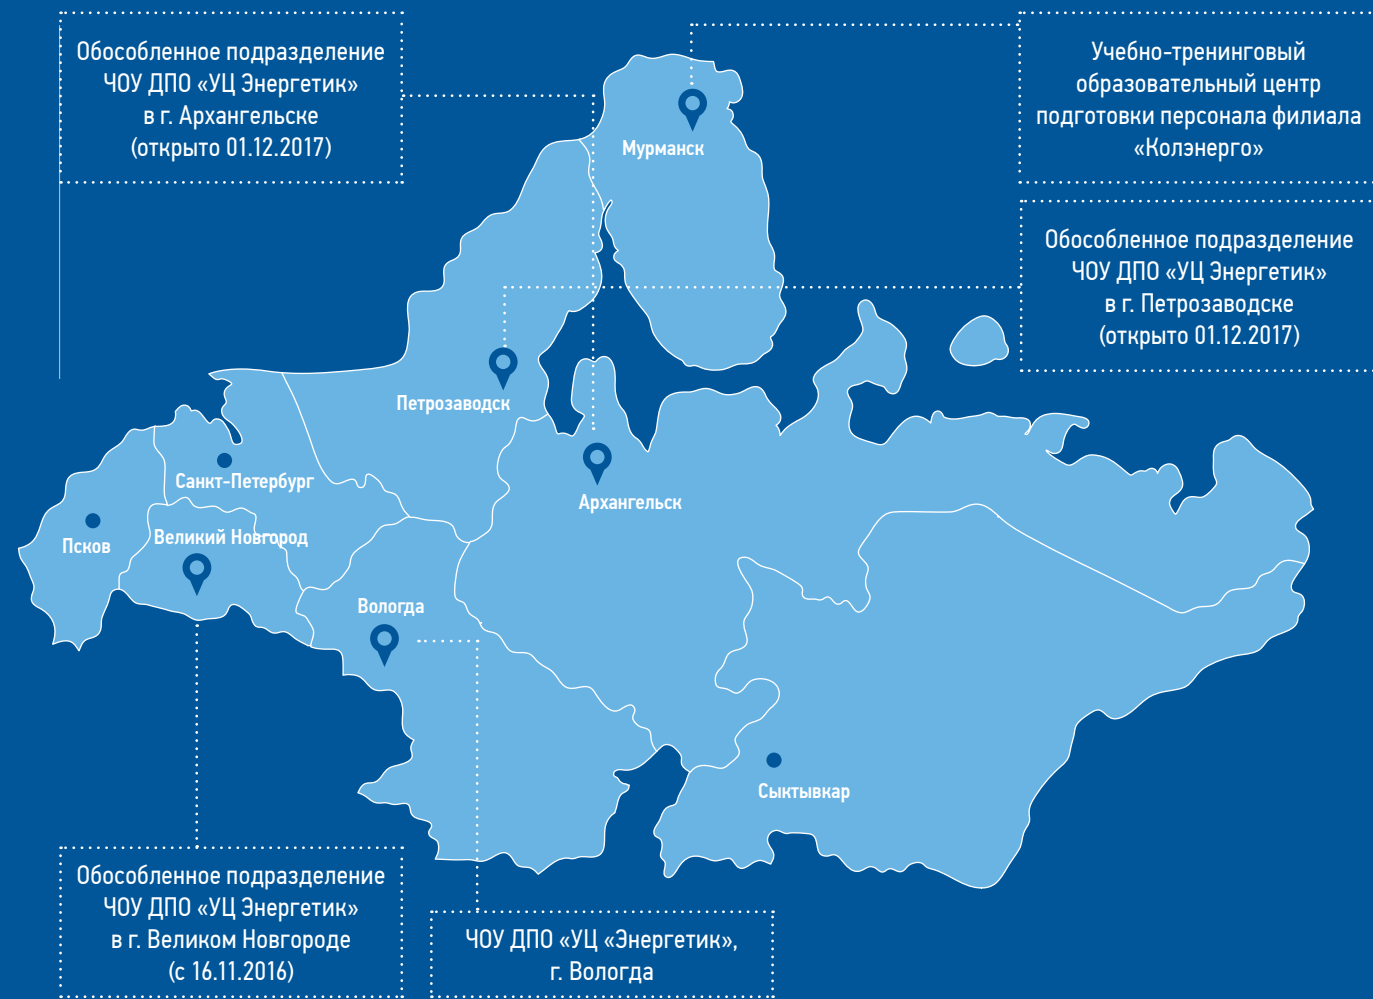 Обособленное подразделение
ЧОУ ДПО «УЦ Энергетик»
в г. Архангельске
(открыто 01.12.2017)
Учебно-тренинговый
образовательный центр
подготовки персонала филиала
«Колэнерго»
Обособленное подразделение
ЧОУ ДПО «УЦ Энергетик»
в г. Петрозаводске
(открыто 01.12.2017)
Мурманск
Петрозаводск
Санкт-Петербург
Архангельск
Псков
Великий Новгород
Вологда
Сыктывкар
Обособленное подразделение
ЧОУ ДПО «УЦ Энергетик»
в г. Великом Новгороде
(с 16.11.2016)
ЧОУ ДПО «УЦ «Энергетик»,
г. Вологда